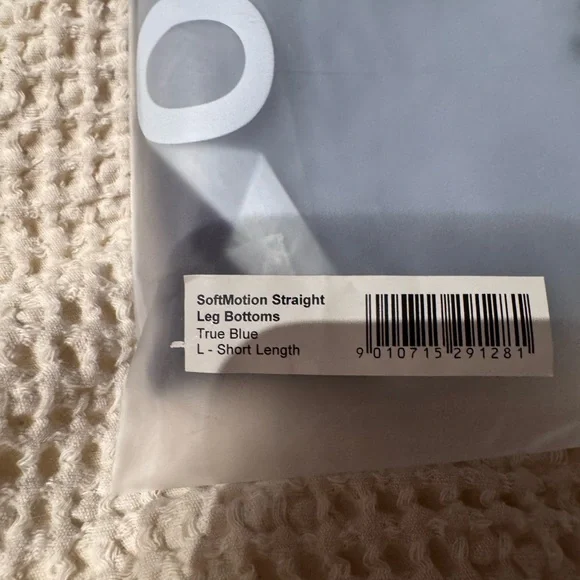 O
SoftMotion Straight
Leg Bottoms
True Blue
L - Short Length
9 010715 291281